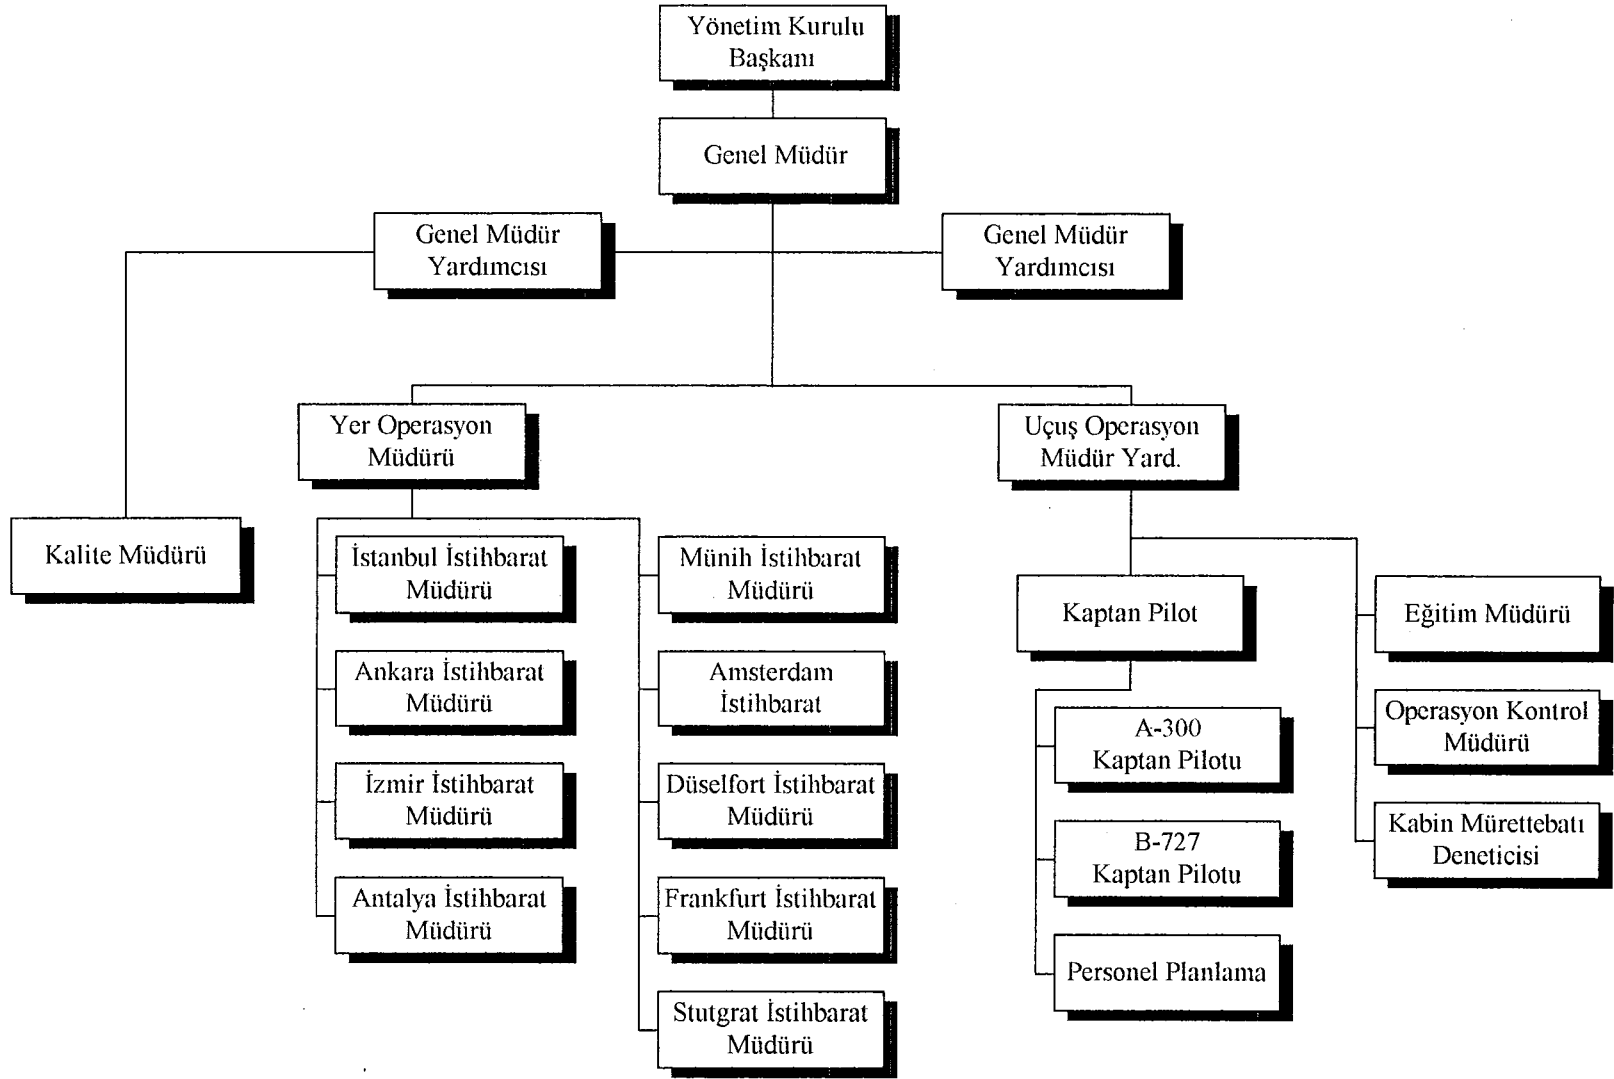 Yönetim Kurulu
Başkanı
Genel Müdür
Genel Müdür
Yardımcısı
Genel Müdür
Yardımcısı
Yer Operasyon
Müdürü
Uçuş Operasyon
Müdür Yard.
Kalite Müdürü
İstanbul İstihbarat
Müdürü
Ankara İstihbarat
Müdürü
İzmir İstihbarat
Müdürü
Antalya İstihbarat
Müdürü
Münih İstihbarat
Müdürü
Amsterdam
İstihbarat
Düselfort İstihbarat
Müdürü
Frankfurt İstihbarat
Müdürü
Stutgrat İstihbarat
Müdürü
Kaptan Pilot
A-300
Kaptan Pilotu
B-727
Kaptan Pilotu
Personel Planlama
Eğitim Müdürü
Operasyon Kontrol
Müdürü
Kabin Mürettebatı
Deneticisi